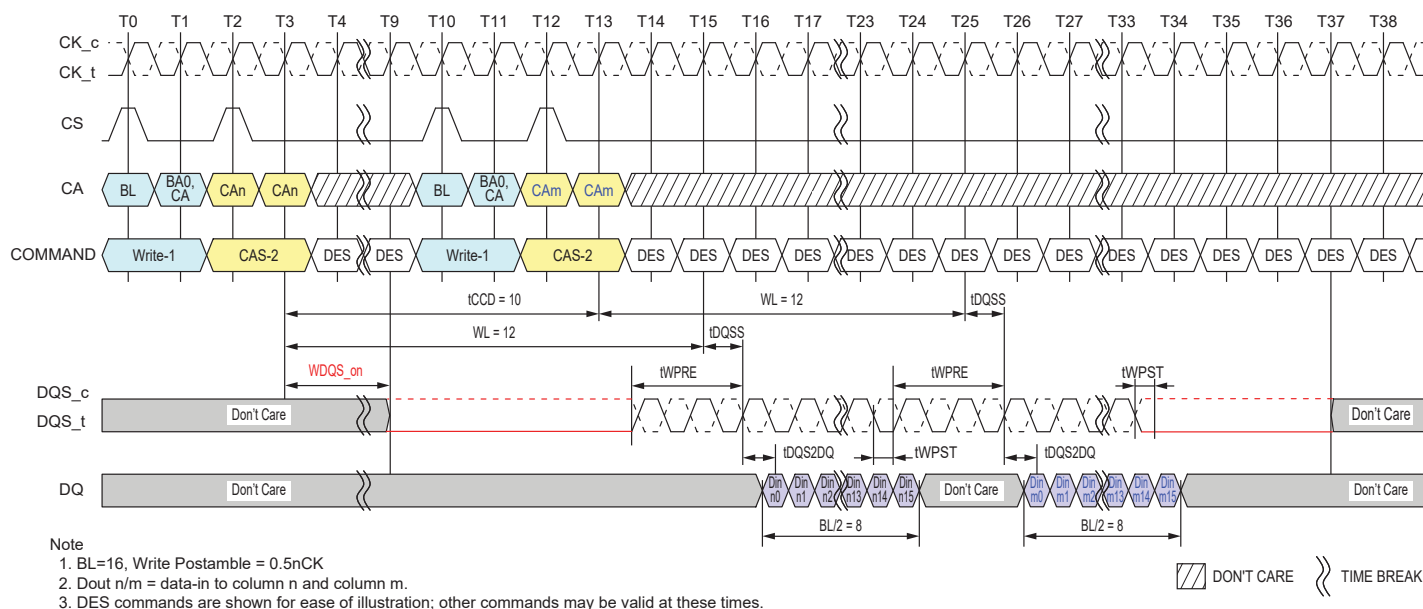 T0 T1 T2 T3 T4 T9 T10 T11 T12 T13 T14 T15 T16 T17 T23 T24 T25 T26 T27 T33 T34 T35 T36 T37 T38
CK_c
CK_t
CS
CA BL BA0, CA CAn CAn BL BA0, CA CAm CAm
COMMAND Write-1 CAS-2 DES DES Write-1 CAS-2 DES DES DES DES DES DES DES DES DES DES DES DES DES DES DES
tCCD = 10 WL = 12 tDQSS
WL = 12 tDQSS
WDQS_on tWPRE tWPRE tWPST
DQS_c
DQS_t Don't Care Don't Care
tDQS2DQ tWPST tDQS2DQ
DQ Don't Care Din n0 Din n1 Din n2 Din n13 Din n14 Din n15 Don't Care Din m0 Din m1 Din m2 Din m13 Din m14 Din m15 Don't Care
BL/2 = 8 BL/2 = 8
Note
1. BL=16, Write Postamble = 0.5nCK
2. Dout n/m = data-in to column n and column m.
3. DES commands are shown for ease of illustration; other commands may be valid at these times.
DON'T CARE TIME BREAK